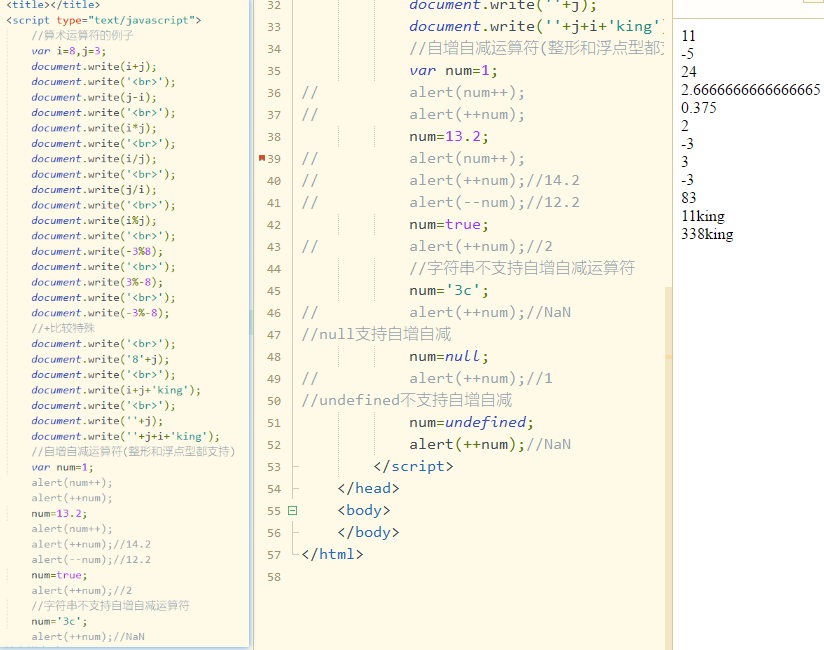 <title></title>
<script type="text/javascript">
//算术运算符的例子
var i=8,j=3;
document.write(i+j);
document.write('<br>');
document.write(j-i);
document.write('<br>');
document.write(i*j);
document.write('<br>');
document.write(i/j);
document.write('<br>');
document.write(j/i);
document.write('<br>');
document.write(i%j);
document.write('<br>');
document.write(-3%8);
document.write('<br>');
document.write(3%-8);
document.write('<br>');
document.write(-3%-8);
//+比较特殊
document.write('<br>');
document.write('8'+j);
document.write('<br>');
document.write(i+j+'king');
document.write('<br>');
document.write(''+j);
document.write(''+j+i+'king');
//自增自减运算符(整形和浮点型都支持)
var num=1;
alert(num++);
alert(++num);
num=13.2;
alert(num++);
alert(++num);//14.2
alert(--num);//12.2
num=true;
alert(++num);//2
//字符串不支持自增自减运算符
num='3c';
alert(++num);//NaN
32 document.write(''+j);
33 document.write(''+j+i+'king'
34 //自增自减运算符(整形和浮点型都
35 var num=1;
36 // alert(num++);
37 // alert(++num);
38 num=13.2;
39 // alert(num++);
40 // alert(++num);//14.2
41 // alert(--num);//12.2
42 num=true;
43 // alert(++num);//2
44 //字符串不支持自增自减运算符
45 num='3c';
46 // alert(++num);//NaN
47 //null支持自增自减
48 num=null;
49 // alert(++num);//1
50 //undefined不支持自增自减
51 num=undefined;
52 alert(++num);//NaN
53 </script>
54 </head>
55 <body>
56 </body>
57 </html>
58
11
-5
24
2.6666666666666665
0.375
2
-3
3
-3
83
11king
338king